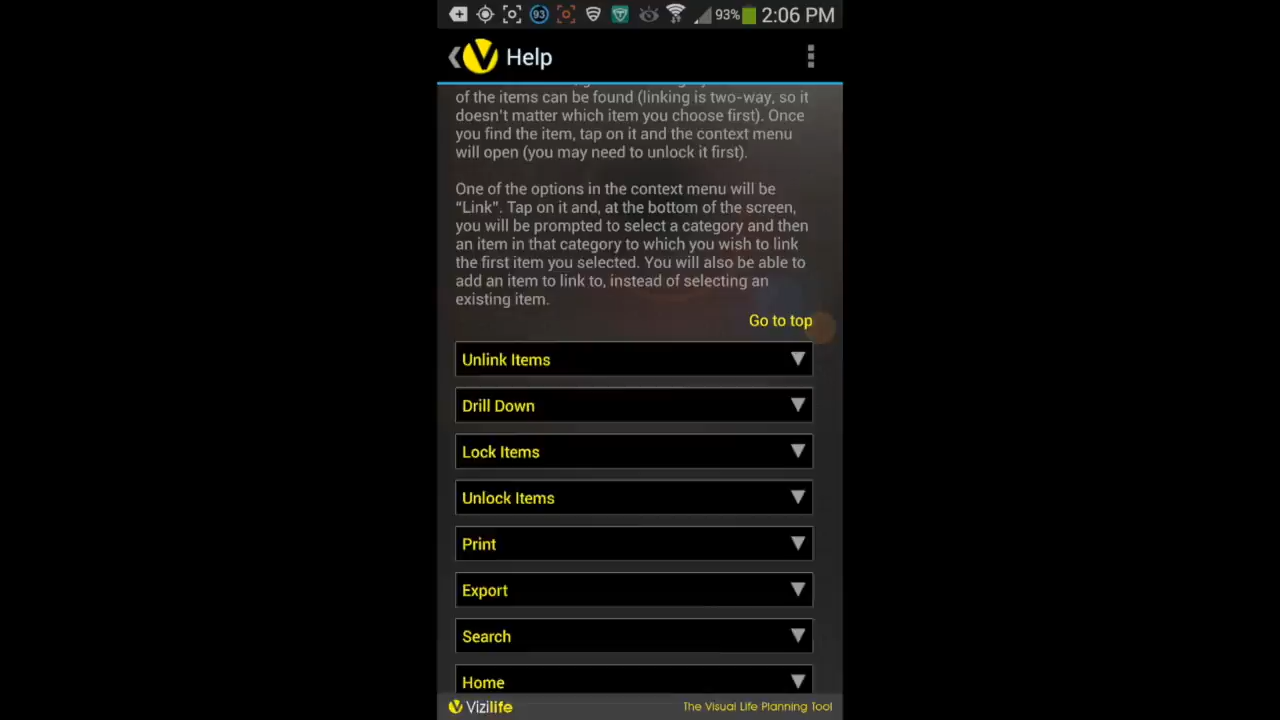 93 93% 2:06 PM
Help
of the items can be found (linking is two-way, so it
doesn't matter which item you choose first). Once
you find the item, tap on it and the context menu
will open (you may need to unlock it first).
One of the options in the context menu will be
“Link”. Tap on it and, at the bottom of the screen,
you will be prompted to select a category and then
an item in that category to which you wish to link
the first item you selected. You will also be able to
add an item to link to, instead of selecting an
existing item.
Go to top
Unlink Items
Drill Down
Lock Items
Unlock Items
Print
Export
Search
Home
Vizilife The Visual Life Planning Tool